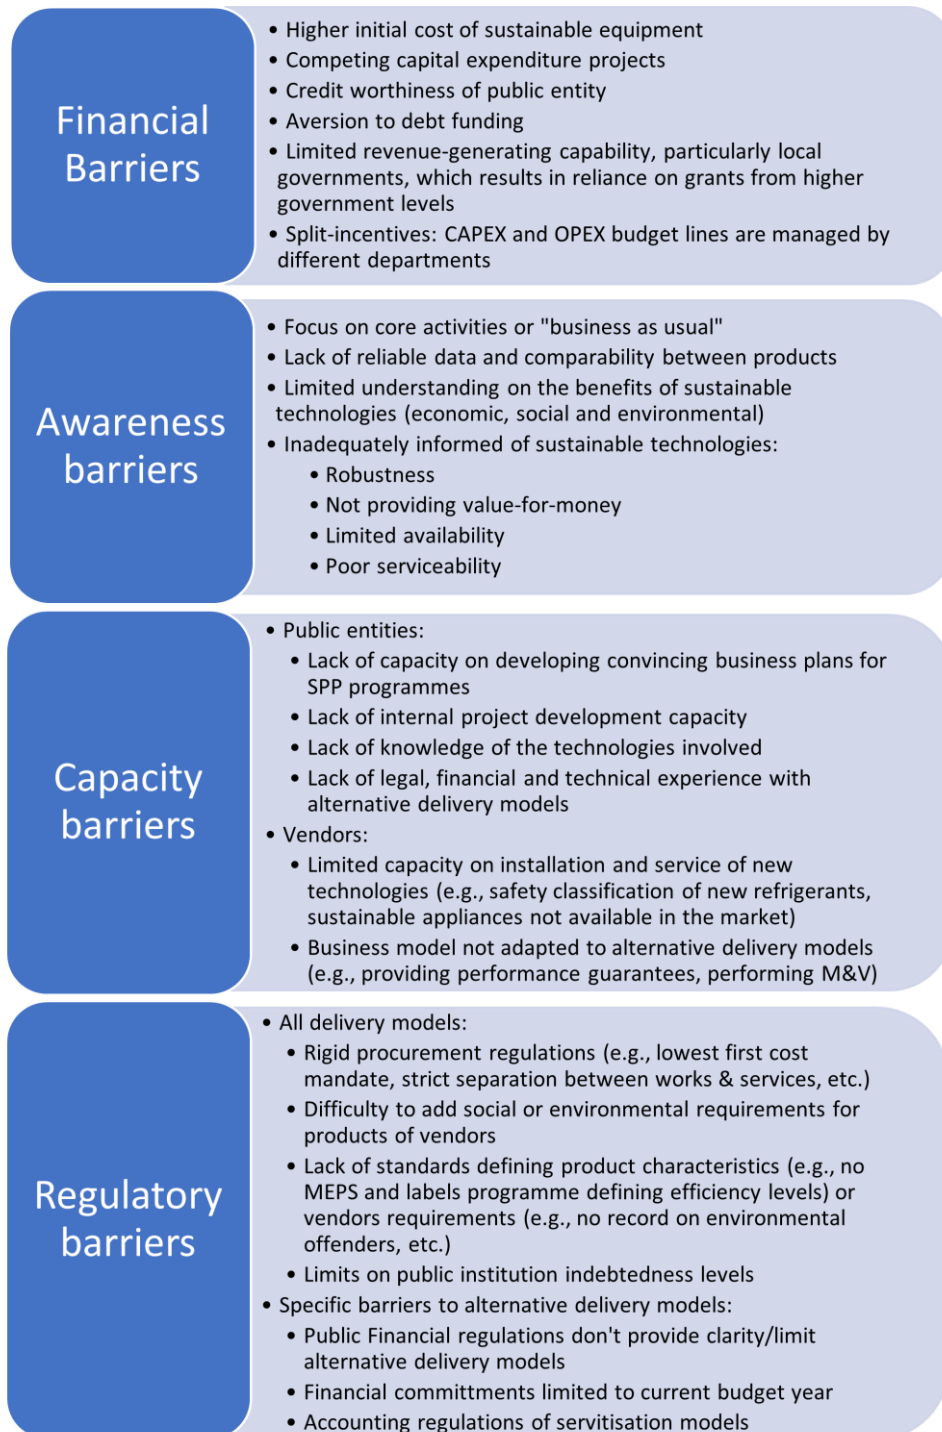 Financial
Barriers
• Higher initial cost of sustainable equipment
• Competing capital expenditure projects
• Credit worthiness of public entity
• Aversion to debt funding
• Limited revenue-generating capability, particularly local
governments, which results in reliance on grants from higher
government levels
• Split-incentives: CAPEX and OPEX budget lines are managed by
different departments
Awareness
barriers
• Focus on core activities or "business as usual"
• Lack of reliable data and comparability between products
• Limited understanding on the benefits of sustainable
technologies (economic, social and environmental)
• Inadequately informed of sustainable technologies:
• Robustness
• Not providing value-for-money
• Limited availability
• Poor serviceability
Capacity
barriers
• Public entities:
• Lack of capacity on developing convincing business plans for
SPP programmes
• Lack of internal project development capacity
• Lack of knowledge of the technologies involved
• Lack of legal, financial and technical experience with
alternative delivery models
• Vendors:
• Limited capacity on installation and service of new
technologies (e.g., safety classification of new refrigerants,
sustainable appliances not available in the market)
• Business model not adapted to alternative delivery models
(e.g., providing performance guarantees, performing M&V)
Regulatory
barriers
• All delivery models:
• Rigid procurement regulations (e.g., lowest first cost
mandate, strict separation between works & services, etc.)
• Difficulty to add social or environmental requirements for
products of vendors
• Lack of standards defining product characteristics (e.g., no
MEPS and labels programme defining efficiency levels) or
vendors requirements (e.g., no record on environmental
offenders, etc.)
• Limits on public institution indebtedness levels
• Specific barriers to alternative delivery models:
• Public Financial regulations don't provide clarity/limit
alternative delivery models
• Financial committments limited to current budget year
• Accounting regulations of servitisation models